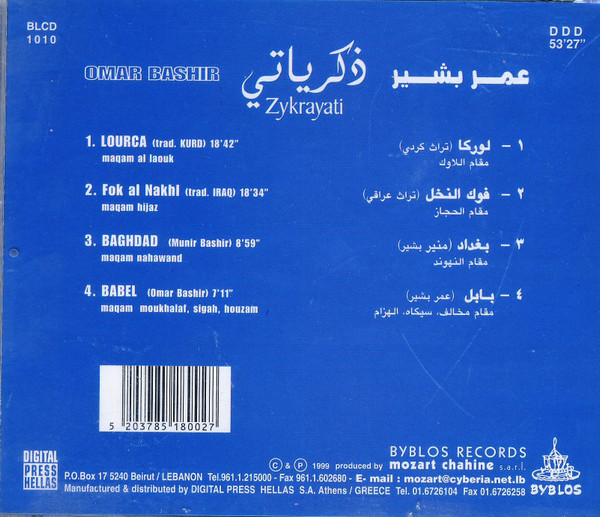 BLCD
1010
D D D
53'27"
OMAR BASHIR
ذكرياتي
Zykrayati
عمر بشير
1. LOURCA (trad. KURD) 18'42"
maqam al laouk
2. Fok al Nakhl (trad. IRAQ) 18'34"
maqam hijaz
3. BAGHDAD (Munir Bashir) 8'59"
maqam nahawand
4. BABEL (Omar Bashir) 7'11"
maqam moukhalaf, sigah, houzam
١ - لوركا (تراث كردي)
مقام اللاوك
٢ - فوك النخل (تراث عراقي)
مقام الحجاز
٣ - بغداد (منير بشير)
مقام النهوند
٤ - بابل (عمر بشير)
مقام مخالف، سيكاه، الهزام
5 203785 180027
DIGITAL
PRESS
HELLAS
BYBLOS RECORDS
C & P 1999 produced by mozart chahine s.a.r.l.
P.O.Box 17 5240 Beirut / LEBANON Tel.961.1.215000 - Fax 961.1.602680 - E- mail : mozart@cyberia.net.lb
Manufactured & distributed by DIGITAL PRESS HELLAS S.A. Athens / GREECE Tel. 01.6726104 Fax 01.6726258
BYBLOS